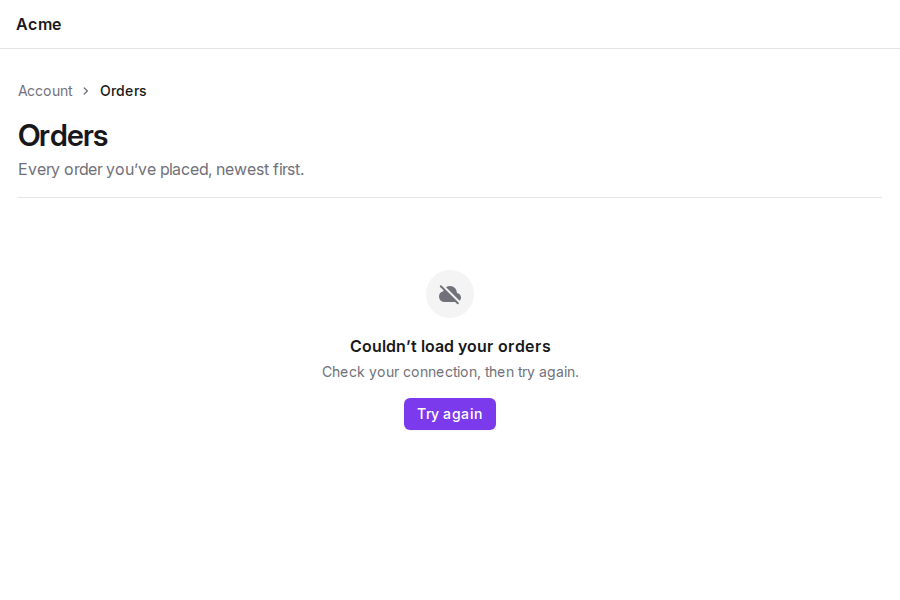 Acme
Account
Orders
Orders
Every order you’ve placed, newest first.
Couldn’t load your orders
Check your connection, then try again.
Try again